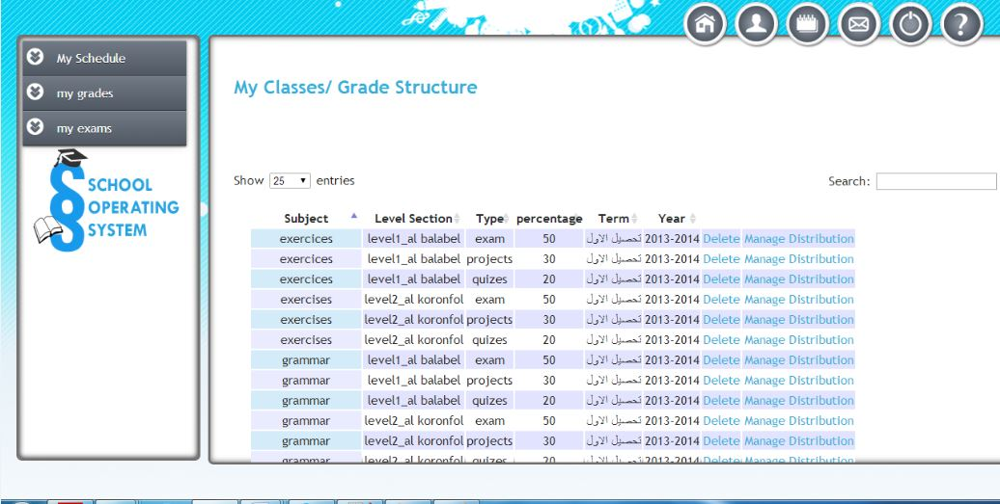 My Schedule
my grades
my exams
SCHOOL
OPERATING
SYSTEM
My Classes/ Grade Structure
Show 25 entries
Search:
Subject Level Section Type percentage Term Year
exercices level1_al balabel exam 50 تحصيل الاول 2013-2014 Delete Manage Distribution
exercices level1_al balabel projects 30 تحصيل الاول 2013-2014 Delete Manage Distribution
exercices level1_al balabel quizes 20 تحصيل الاول 2013-2014 Delete Manage Distribution
exercises level2_al koronfol exam 50 تحصيل الاول 2013-2014 Delete Manage Distribution
exercises level2_al koronfol projects 30 تحصيل الاول 2013-2014 Delete Manage Distribution
exercises level2_al koronfol quizes 20 تحصيل الاول 2013-2014 Delete Manage Distribution
grammar level1_al balabel exam 50 تحصيل الاول 2013-2014 Delete Manage Distribution
grammar level1_al balabel projects 30 تحصيل الاول 2013-2014 Delete Manage Distribution
grammar level1_al balabel quizes 20 تحصيل الاول 2013-2014 Delete Manage Distribution
grammar level2_al koronfol exam 50 تحصيل الاول 2013-2014 Delete Manage Distribution
grammar level2_al koronfol projects 30 تحصيل الاول 2013-2014 Delete Manage Distribution
grammar level2_al koronfol quizes 20 تحصيل الاول 2013-2014 Delete Manage Distribution